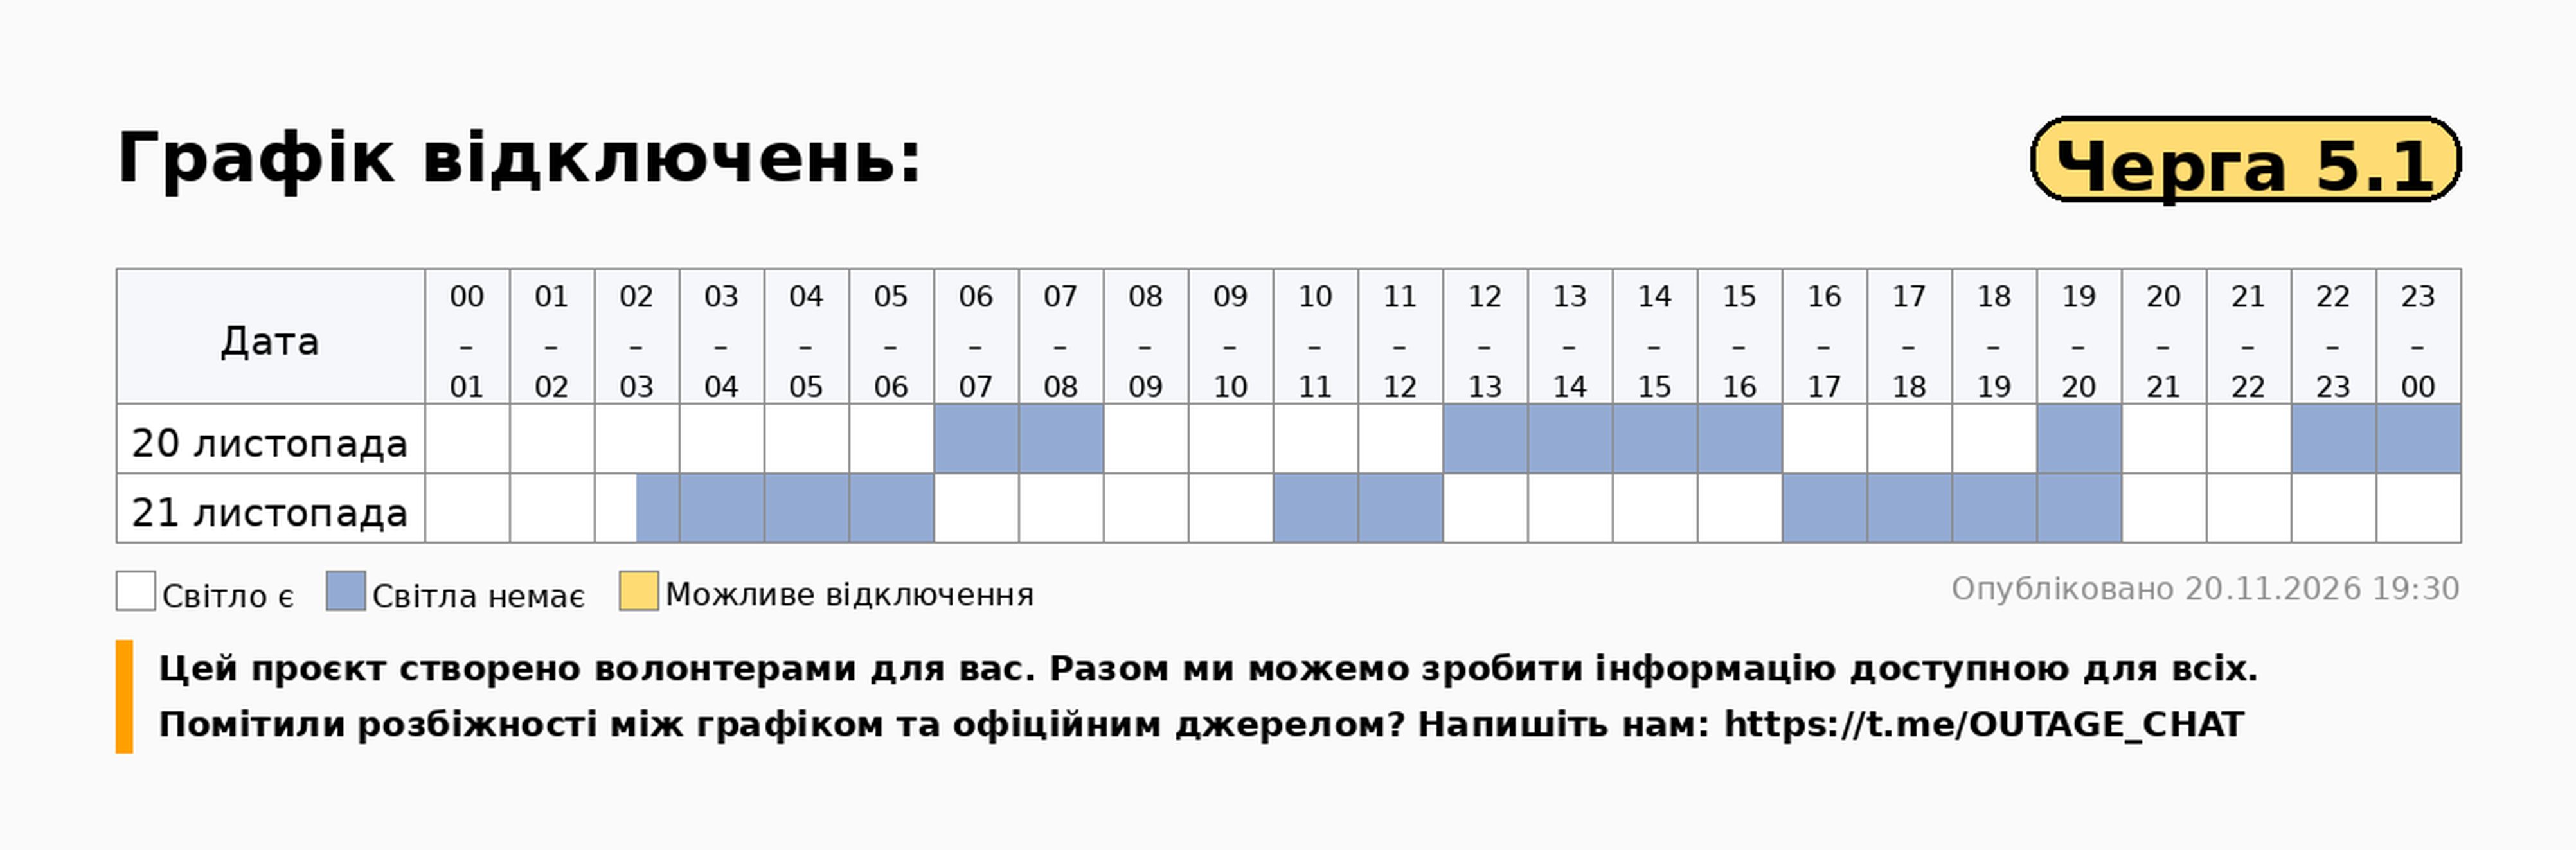 Графік відключень:
Черга 5.1
Дата
00 – 01
01 – 02
02 – 03
03 – 04
04 – 05
05 – 06
06 – 07
07 – 08
08 – 09
09 – 10
10 – 11
11 – 12
12 – 13
13 – 14
14 – 15
15 – 16
16 – 17
17 – 18
18 – 19
19 – 20
20 – 21
21 – 22
22 – 23
23 – 00
20 листопада
21 листопада
Світло є
Світла немає
Можливе відключення
Опубліковано 20.11.2026 19:30
Цей проєкт створено волонтерами для вас. Разом ми можемо зробити інформацію доступною для всіх.
Помітили розбіжності між графіком та офіційним джерелом? Напишіть нам: https://t.me/OUTAGE_CHAT